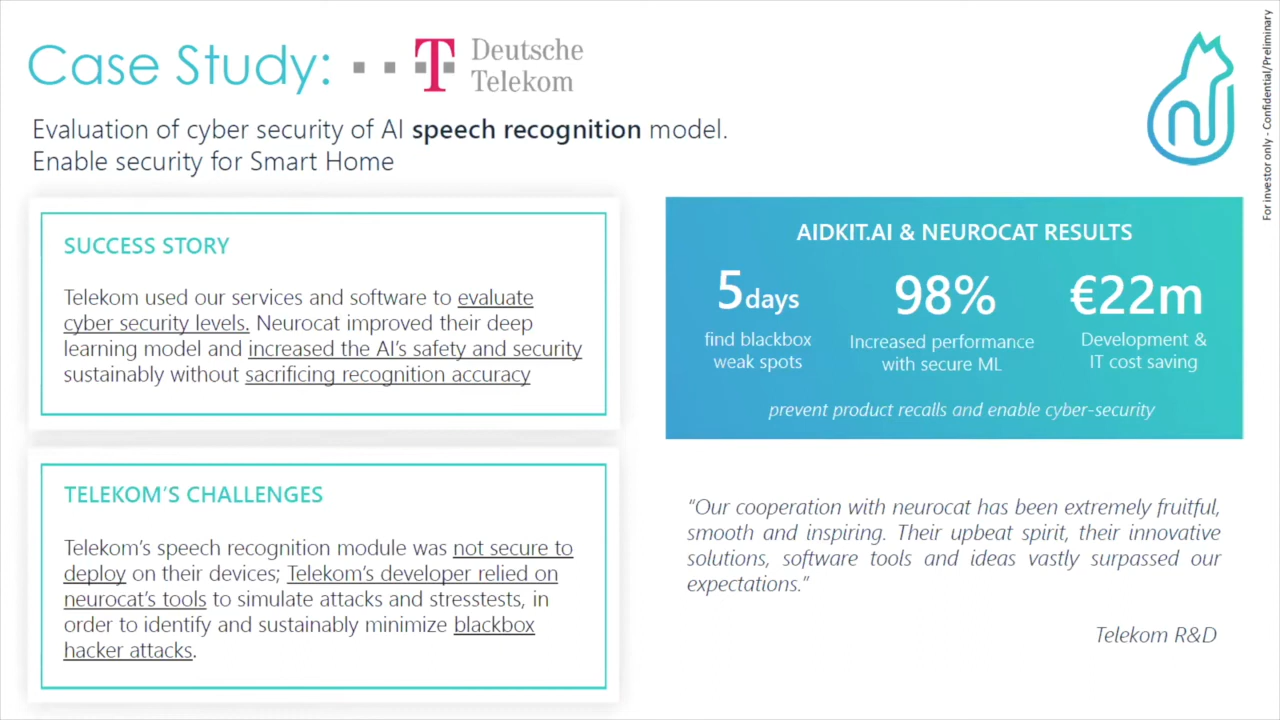 Case Study:
Deutsche
Telekom
Evaluation of cyber security of AI speech recognition model.
Enable security for Smart Home
For investor only - Confidential/Preliminary
SUCCESS STORY
Telekom used our services and software to evaluate
cyber security levels. Neurocat improved their deep
learning model and increased the AI's safety and security
sustainably without sacrificing recognition accuracy
TELEKOM'S CHALLENGES
Telekom's speech recognition module was not secure to
deploy on their devices; Telekom's developer relied on
neurocat's tools to simulate attacks and stresstests, in
order to identify and sustainably minimize blackbox
hacker attacks.
AIDKIT.AI & NEUROCAT RESULTS
5days
find blackbox
weak spots
98%
Increased performance
with secure ML
€22m
Development &
IT cost saving
prevent product recalls and enable cyber-security
“Our cooperation with neurocat has been extremely fruitful,
smooth and inspiring. Their upbeat spirit, their innovative
solutions, software tools and ideas vastly surpassed our
expectations.”
Telekom R&D